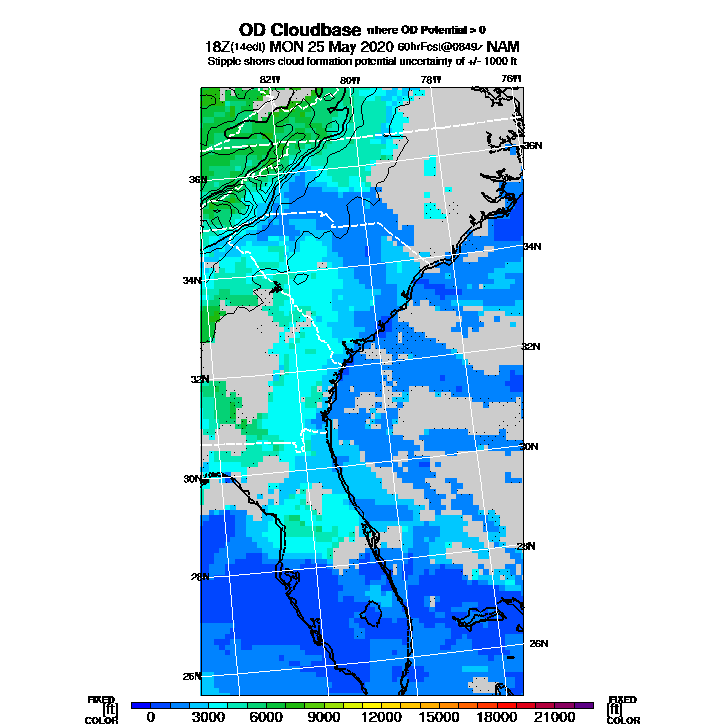 OD Cloudbase where OD Potential > 0
18Z(14edt) MON 25 May 2020 60hrFcst@0849z NAM
Stipple shows cloud formation potential uncertainty of +/- 1000 ft
82W 80W 78W 76W
36N
36N
34N
34N
32N
32N
30N
30N
28N
28N
26N
26N
FIXED FIXED
[ft] [ft]
COLOR COLOR
0 3000 6000 9000 12000 15000 18000 21000